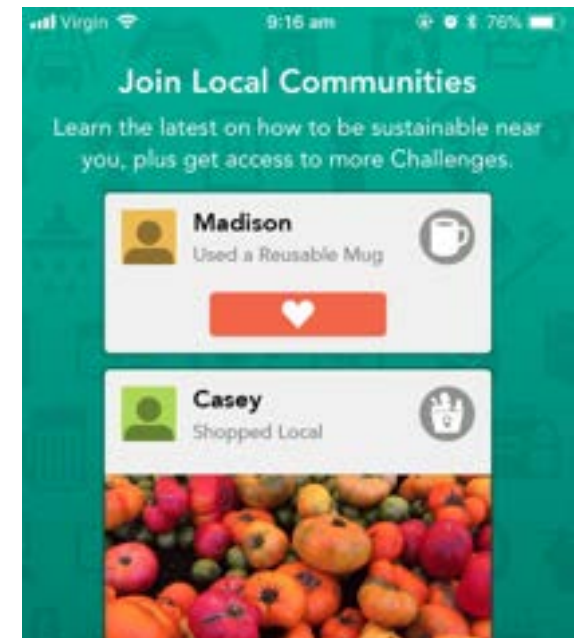 Virgin 9:16 am 76%
Join Local Communities
Learn the latest on how to be sustainable near
you, plus get access to more Challenges.
Madison
Used a Reusable Mug
Casey
Shopped Local